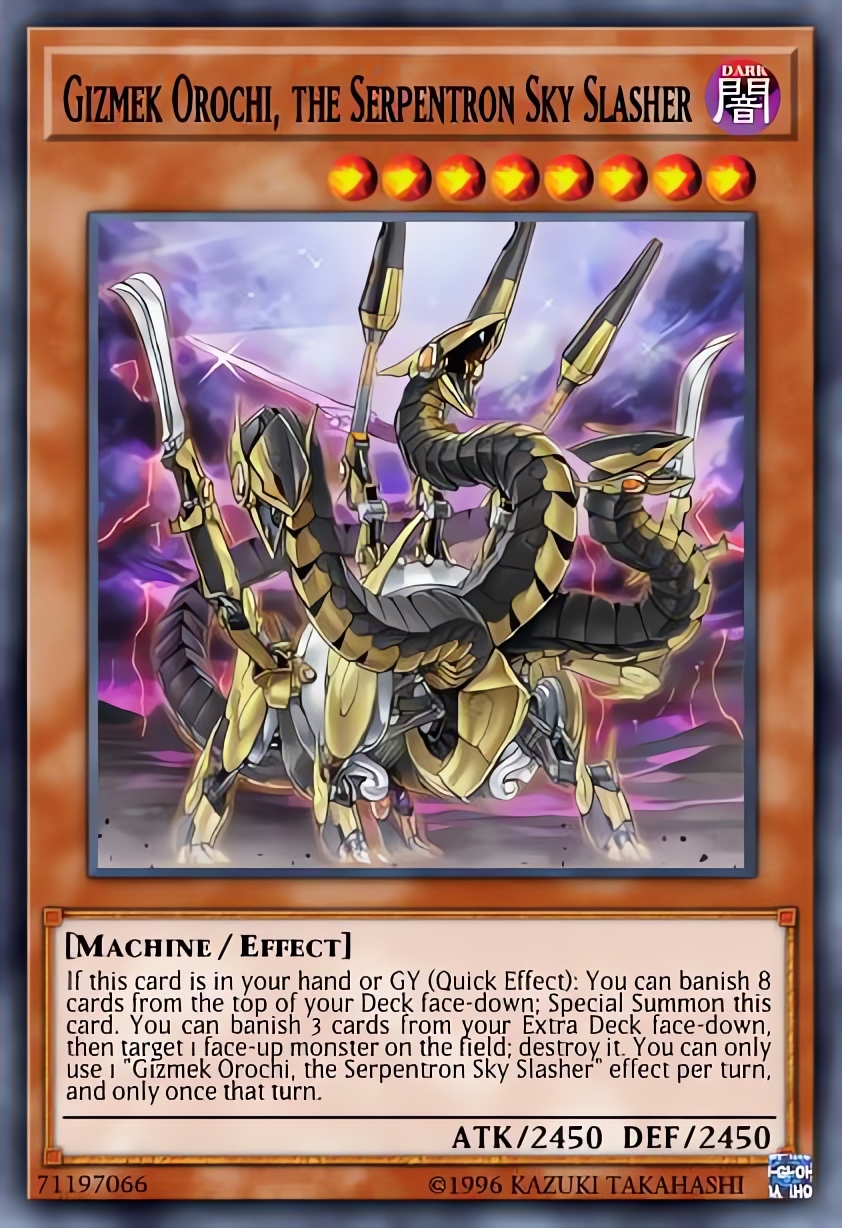 Gizmek Orochi, the Serpentron Sky Slasher
DARK
闇
[Machine / Effect]
If this card is in your hand or GY (Quick Effect): You can banish 8
cards from the top of your Deck face-down; Special Summon this
card. You can banish 3 cards from your Extra Deck face-down,
then target 1 face-up monster on the field; destroy it. You can only
use 1 "Gizmek Orochi, the Serpentron Sky Slasher" effect per turn,
and only once that turn.
ATK/2450 DEF/2450
71197066
©1996 KAZUKI TAKAHASHI